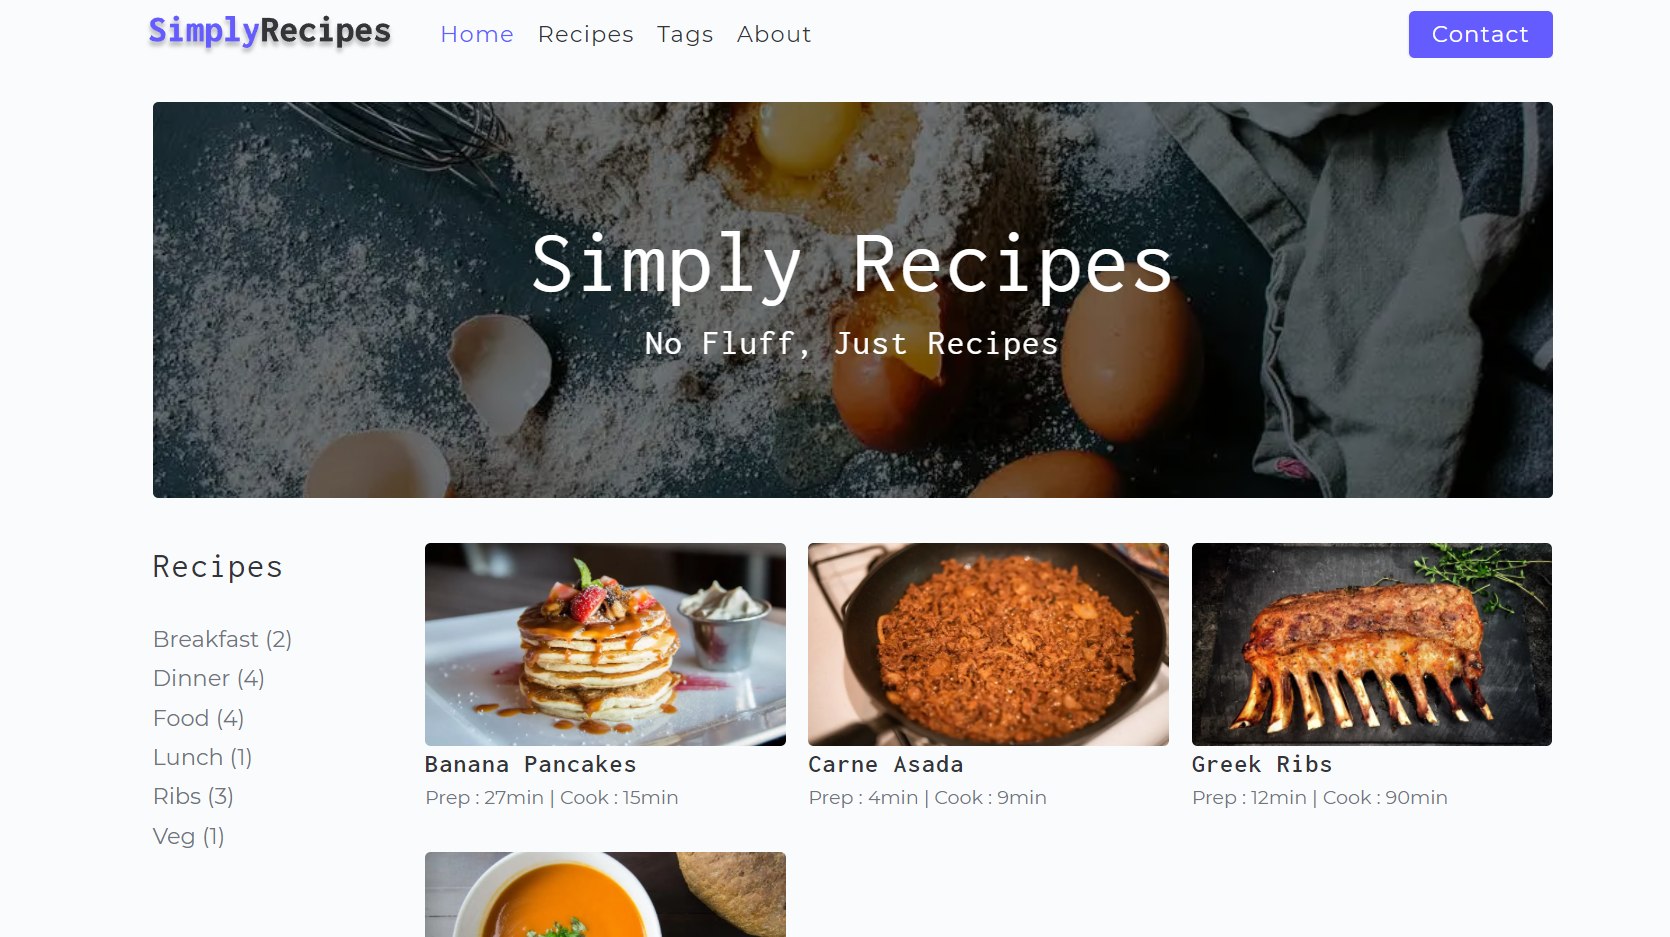 SimplyRecipes
Home Recipes Tags About
Contact
Simply Recipes
No Fluff, Just Recipes
Recipes
Breakfast (2)
Dinner (4)
Food (4)
Lunch (1)
Ribs (3)
Veg (1)
Banana Pancakes
Prep : 27min | Cook : 15min
Carne Asada
Prep : 4min | Cook : 9min
Greek Ribs
Prep : 12min | Cook : 90min